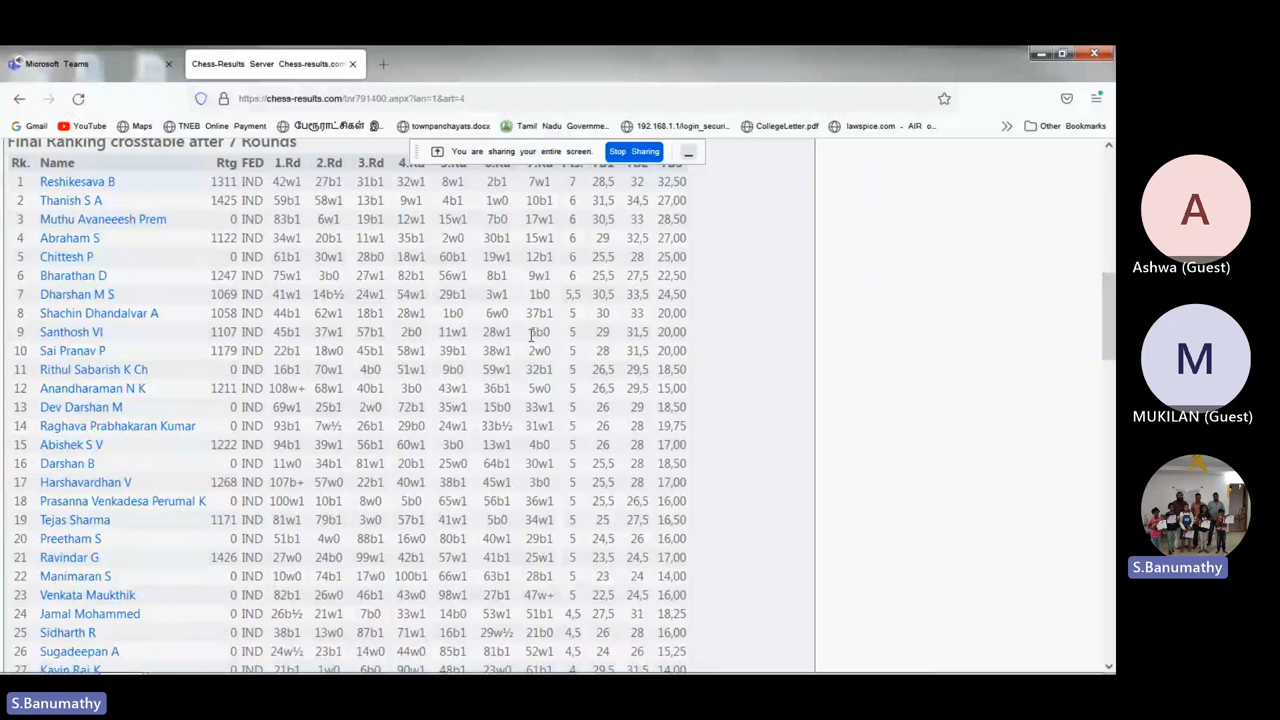 Microsoft Teams
Chess-Results Server Chess-results.com
https://chess-results.com/tnr791400.aspx?lan=1&art=4
Gmail YouTube Maps TNEB Online Payment பேரூராட்சிகள் இ... townpanchayats.docx Tamil Nadu Governme... 192.168.1.1/login_securi... CollegeLetter.pdf lawspice.com - AIR o... Other Bookmarks
Final Ranking crosstable after 7 Rounds
You are sharing your entire screen. Stop Sharing
Rk. Name Rtg FED 1.Rd 2.Rd 3.Rd
1 Reshikesava B 1311 IND 42w1 27b1 31b1 32w1 8w1 2b1 7w1 7 28,5 32 32,50
2 Thanish S A 1425 IND 59b1 58w1 13b1 9w1 4b1 1w0 10b1 6 31,5 34,5 27,00
3 Muthu Avaneeesh Prem 0 IND 83b1 6w1 19b1 12w1 15w1 7b0 17w1 6 30,5 33 28,50
4 Abraham S 1122 IND 34w1 20b1 11w1 35b1 2w0 30b1 15w1 6 29 32,5 27,00
5 Chittesh P 0 IND 61b1 30w1 28b0 18w1 60b1 19w1 12b1 6 25,5 28 25,00
6 Bharathan D 1247 IND 75w1 3b0 27w1 82b1 56w1 8b1 9w1 6 25,5 27,5 22,50
7 Dharshan M S 1069 IND 41w1 14b½ 24w1 54w1 29b1 3w1 1b0 5,5 30,5 33,5 24,50
8 Shachin Dhandalvar A 1058 IND 44b1 62w1 18b1 28w1 1b0 6w0 37b1 5 30 33 20,00
9 Santhosh VI 1107 IND 45b1 37w1 57b1 2b0 11w1 28w1 6b0 5 29 31,5 20,00
10 Sai Pranav P 1179 IND 22b1 18w0 45b1 58w1 39b1 38w1 2w0 5 28 31,5 20,00
11 Rithul Sabarish K Ch 0 IND 16b1 70w1 4b0 51w1 9b0 59w1 32b1 5 26,5 29,5 18,50
12 Anandharaman N K 1211 IND 108w+ 68w1 40b1 3b0 43w1 36b1 5w0 5 26,5 29,5 15,00
13 Dev Darshan M 0 IND 69w1 25b1 2w0 72b1 35w1 15b0 33w1 5 26 29 18,50
14 Raghava Prabhakaran Kumar 0 IND 93b1 7w½ 26b1 29b0 24w1 33b½ 31w1 5 26 28 19,75
15 Abishek S V 1222 IND 94b1 39w1 56b1 60w1 3b0 13w1 4b0 5 26 28 17,00
16 Darshan B 0 IND 11w0 34b1 81w1 20b1 25w0 64b1 30w1 5 25,5 28 18,50
17 Harshavardhan V 1268 IND 107b+ 57w0 22b1 40w1 38b1 45w1 3b0 5 25,5 28 17,00
18 Prasanna Venkadesa Perumal K 0 IND 100w1 10b1 8w0 5b0 65w1 56b1 36w1 5 25,5 26,5 16,00
19 Tejas Sharma 1171 IND 81w1 79b1 3w0 57b1 41w1 5b0 34w1 5 25 27,5 16,50
20 Preetham S 0 IND 51b1 4w0 88b1 16w0 80b1 40w1 29b1 5 24,5 26 16,00
21 Ravindar G 1426 IND 27w0 24b0 99w1 42b1 57w1 41b1 25w1 5 23,5 24,5 17,00
22 Manimaran S 0 IND 10w0 74b1 17w0 100b1 66w1 63b1 28b1 5 23 24 14,00
23 Venkata Maukthik 0 IND 82b1 26w0 46b1 43w1 98w1 27b1 47w+ 5 22,5 24,5 16,00
24 Jamal Mohammed 0 IND 26b½ 21w1 7b0 33w1 14b0 53w1 51b1 4,5 27,5 31 18,25
25 Sidharth R 0 IND 38b1 13w0 87b1 71w1 16b1 29w½ 21b0 4,5 26 28 16,00
26 Sugadeepan A 0 IND 24w½ 23b1 14w0 44w0 85b1 81b1 52w1 4,5 24 26 15,25
27 Kavin Raj K 0 IND 21b1 1w0 6b0 90w1 48b1 23w0 61b1 4 29,5 31,5 14,00
A
Ashwa (Guest)
M
MUKILAN (Guest)
S.Banumathy
S.Banumathy